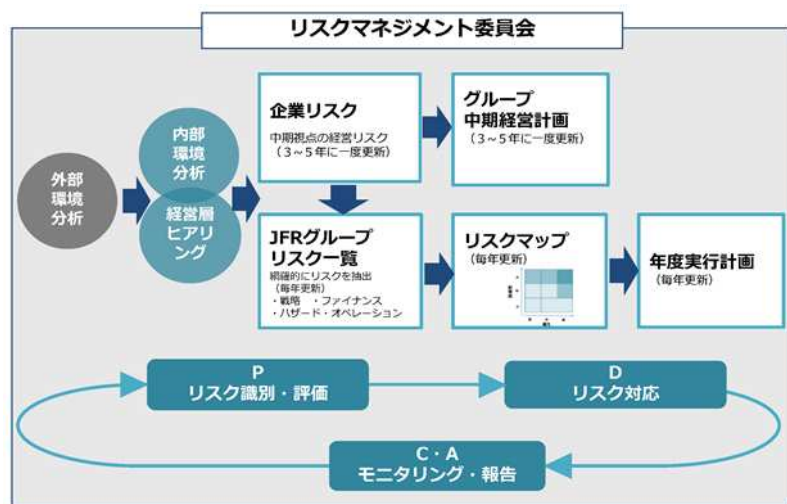 リスクマネジメント委員会
外部
環境
分析
内部
環境
分析
経営層
ヒアリ
ング
企業リスク
中期視点の経営リスク
（３～５年に一度更新）
グループ
中期経営計画
（３～５年に一度更新）
JFRグループ
リスク一覧
網羅的にリスクを抽出
（毎年更新）
・戦略　・ファイナンス
・ハザード・オペレーション
リスクマップ
（毎年更新）
年度実行計画
（毎年更新）
P
リスク識別・評価
D
リスク対応
C・A
モニタリング・報告